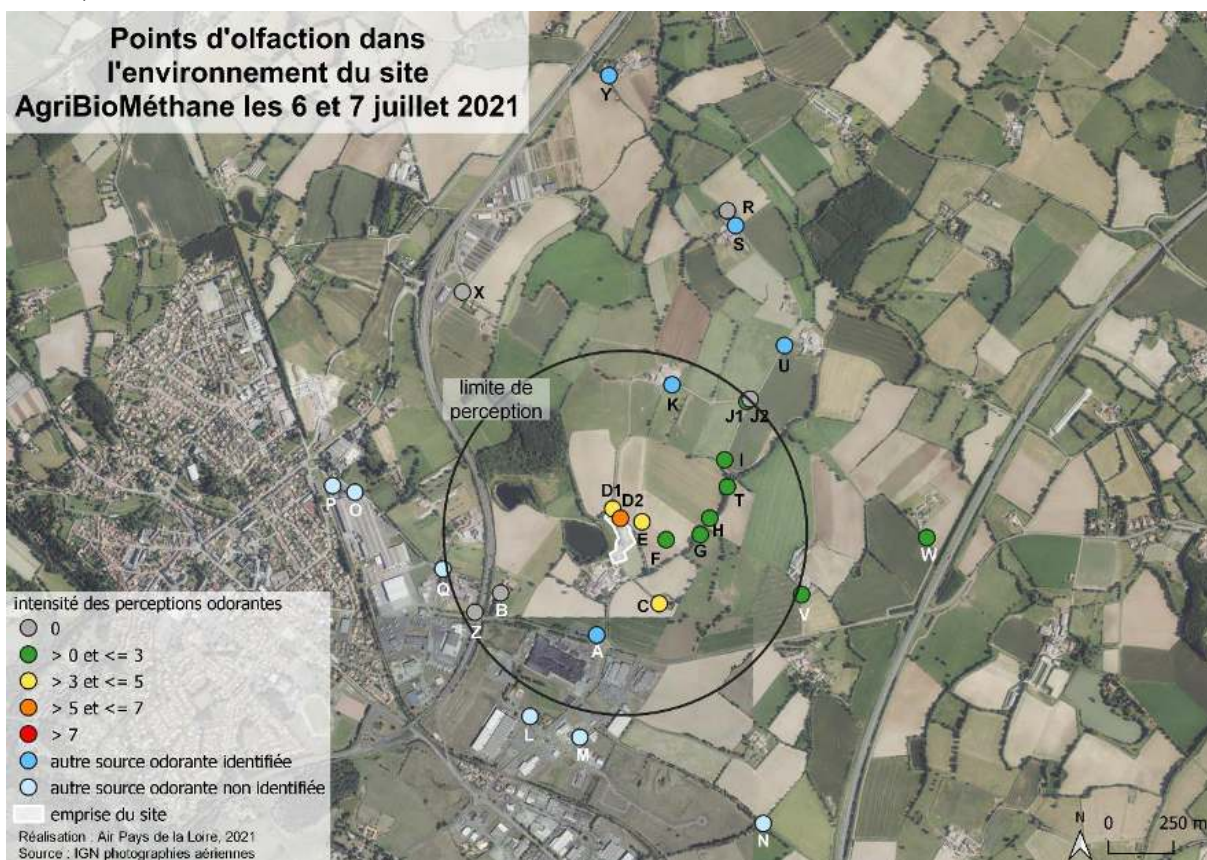 Points d'olfaction dans
l'environnement du site
AgriBioMéthane les 6 et 7 juillet 2021
Y
R
S
X
U
limite de
perception
K
J1 J2
I
P
O
D1
D2
T
E
H
F
G
W
Q
B
C
V
Z
A
L
M
N
intensité des perceptions odorantes
0
> 0 et <= 3
> 3 et <= 5
> 5 et <= 7
> 7
autre source odorante identifiée
autre source odorante non identifiée
emprise du site
Réalisation : Air Pays de la Loire, 2021
Source : IGN photographies aériennes
N
0 250 m